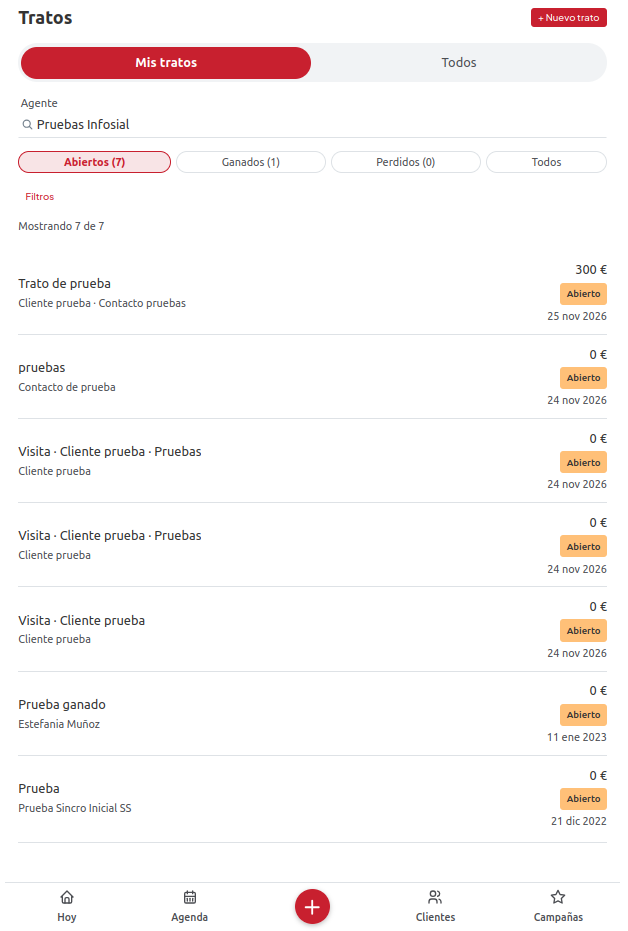 Tratos
+ Nuevo trato
Mis tratos
Todos
Agente
Pruebas Infosial
Abiertos (7)
Ganados (1)
Perdidos (0)
Todos
Filtros
Mostrando 7 de 7
300 €
Trato de prueba
Abierto
Cliente prueba · Contacto pruebas
25 nov 2026
0 €
pruebas
Abierto
Contacto de prueba
24 nov 2026
0 €
Visita · Cliente prueba · Pruebas
Abierto
Cliente prueba
24 nov 2026
0 €
Visita · Cliente prueba · Pruebas
Abierto
Cliente prueba
24 nov 2026
0 €
Visita · Cliente prueba
Abierto
Cliente prueba
24 nov 2026
0 €
Prueba ganado
Abierto
Estefania Muñoz
11 ene 2023
0 €
Prueba
Abierto
Prueba Sincro Inicial SS
21 dic 2022
Hoy
Agenda
+
Clientes
Campañas